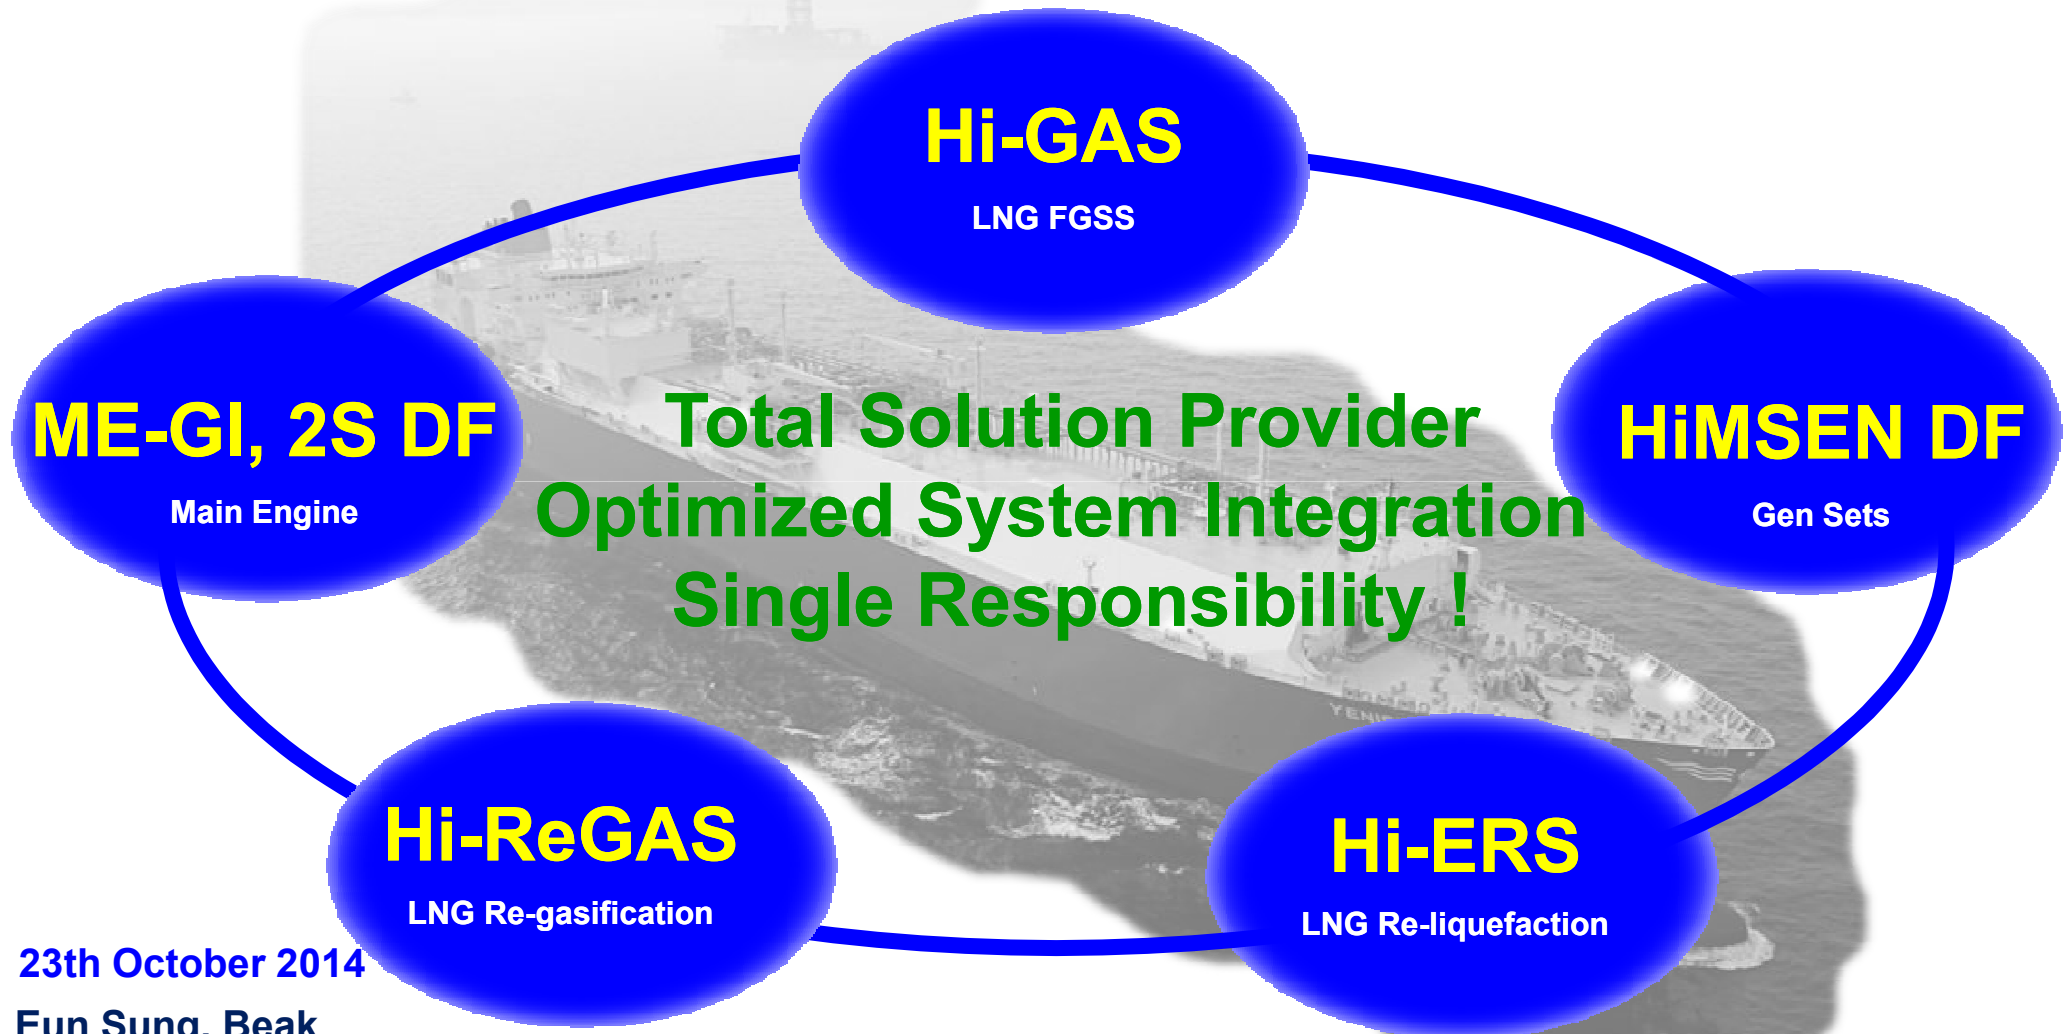 Hi-GAS
LNG FGSS
ME-GI, 2S DF
Main Engine
HiMSEN DF
Gen Sets
Total Solution Provider
Optimized System Integration
Single Responsibility !
Hi-ReGAS
LNG Re-gasification
Hi-ERS
LNG Re-liquefaction
23th October 2014
Eun Sung, Beak